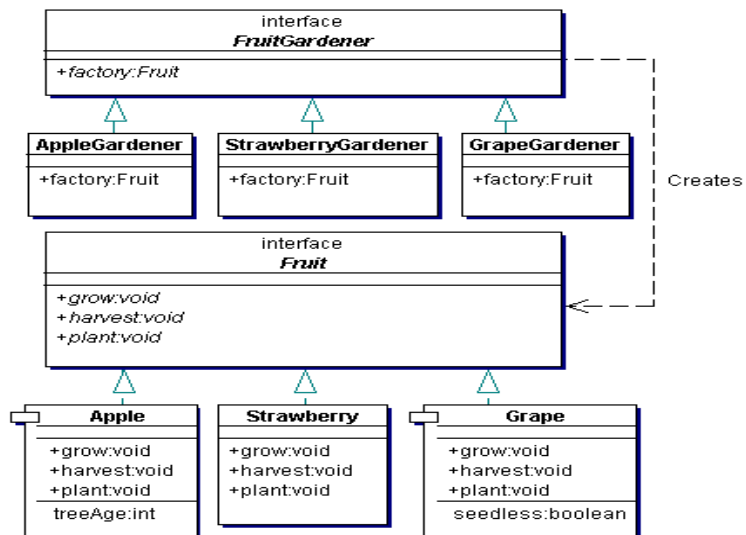 interface
FruitGardener
+factory:Fruit
AppleGardener
+factory:Fruit
StrawberryGardener
+factory:Fruit
GrapeGardener
+factory:Fruit
Creates
interface
Fruit
+grow:void
+harvest:void
+plant:void
Apple
+grow:void
+harvest:void
+plant:void
treeAge:int
Strawberry
+grow:void
+harvest:void
+plant:void
Grape
+grow:void
+harvest:void
+plant:void
seedless:boolean